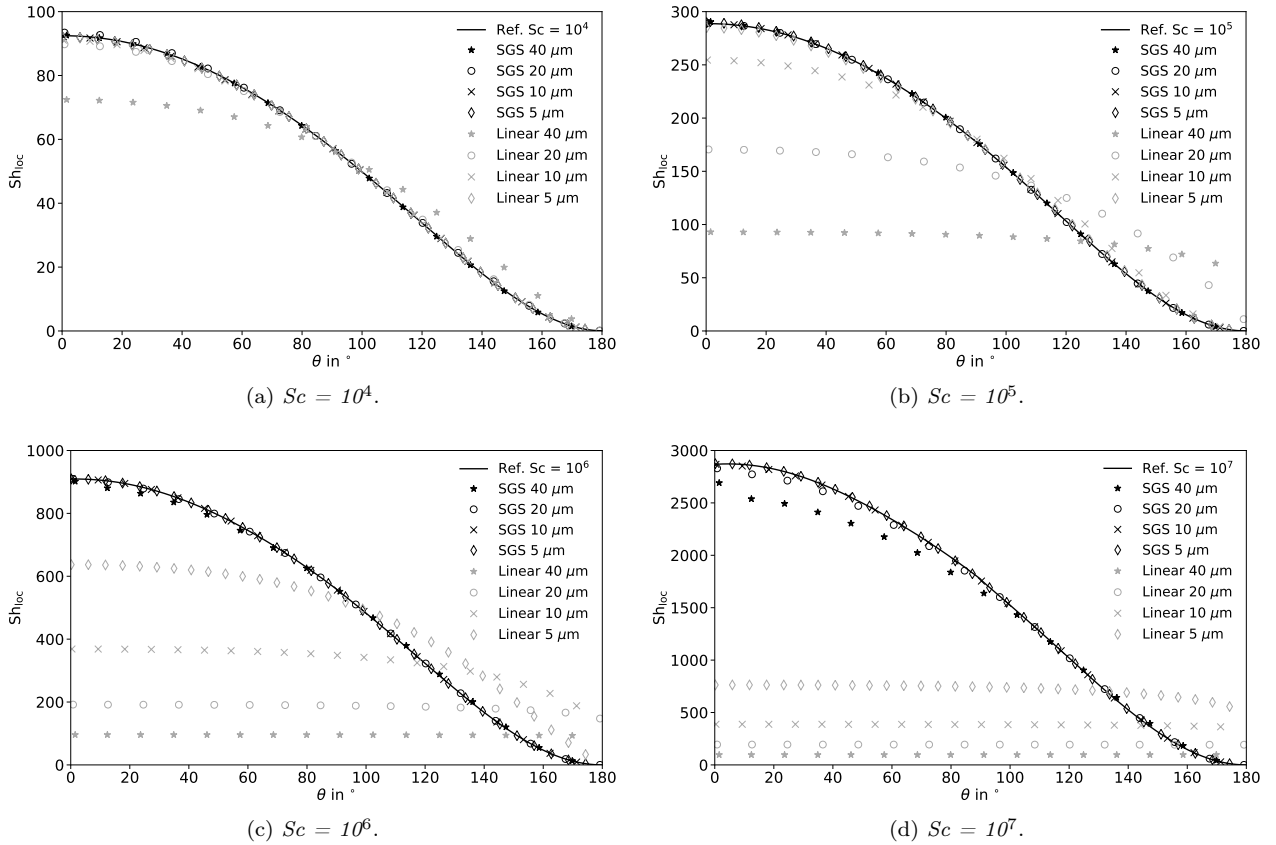 100
80
60
40
20
0
Sh_loc
0 20 40 60 80 100 120 140 160 180
θ in °
Ref. Sc = 10^4
SGS 40 μm
SGS 20 μm
SGS 10 μm
SGS 5 μm
Linear 40 μm
Linear 20 μm
Linear 10 μm
Linear 5 μm
(a) Sc = 10^4.
300
250
200
150
100
50
0
Sh_loc
0 20 40 60 80 100 120 140 160 180
θ in °
Ref. Sc = 10^5
SGS 40 μm
SGS 20 μm
SGS 10 μm
SGS 5 μm
Linear 40 μm
Linear 20 μm
Linear 10 μm
Linear 5 μm
(b) Sc = 10^5.
1000
800
600
400
200
0
Sh_loc
0 20 40 60 80 100 120 140 160 180
θ in °
Ref. Sc = 10^6
SGS 40 μm
SGS 20 μm
SGS 10 μm
SGS 5 μm
Linear 40 μm
Linear 20 μm
Linear 10 μm
Linear 5 μm
(c) Sc = 10^6.
3000
2500
2000
1500
1000
500
0
Sh_loc
0 20 40 60 80 100 120 140 160 180
θ in °
Ref. Sc = 10^7
SGS 40 μm
SGS 20 μm
SGS 10 μm
SGS 5 μm
Linear 40 μm
Linear 20 μm
Linear 10 μm
Linear 5 μm
(d) Sc = 10^7.